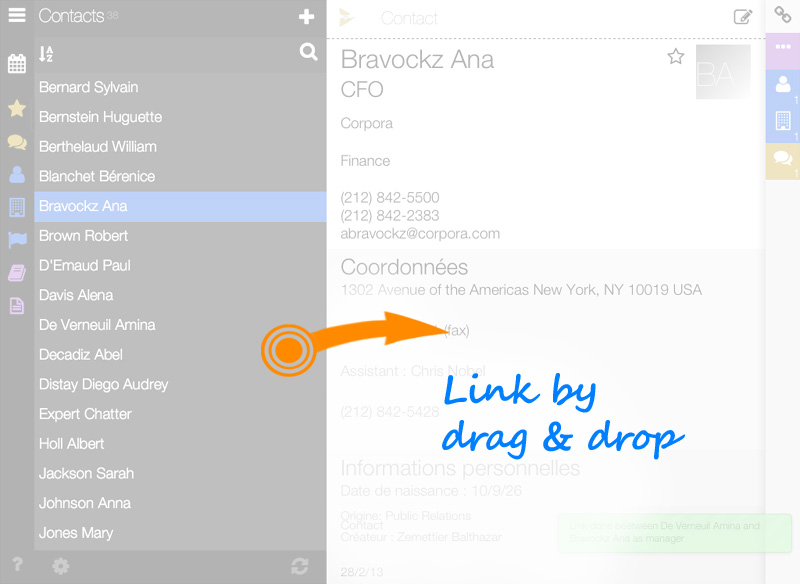 Contacts 38
Bernard Sylvain
Bernstein Huguette
Berthelaud William
Blanchet Bérenice
Bravockz Ana
Brown Robert
D'Ernaud Paul
Davis Alena
De Verneuil Amina
Decadiz Abel
Distay Diego Audrey
Expert Chatter
Holl Albert
Jackson Sarah
Johnson Anna
Jones Mary
Contact
Bravockz Ana
BA
CFO
Corpora
Finance
(212) 842-5500
(212) 842-2383
abravockz@corpora.com
Coordonnées
1302 Avenue of the Americas New York, NY 10019 USA
(fax)
Assistant : Chris Nobel
(212) 842-5428
Link by
drag & drop
Informations personnelles
Date de naissance : 10/9/26
Origine: Public Relations
Contact
Créateur : Zemettier Balthazar
28/2/13
Link done between De Verneuil Amina and
Bravockz Ana as manager
1
1
1